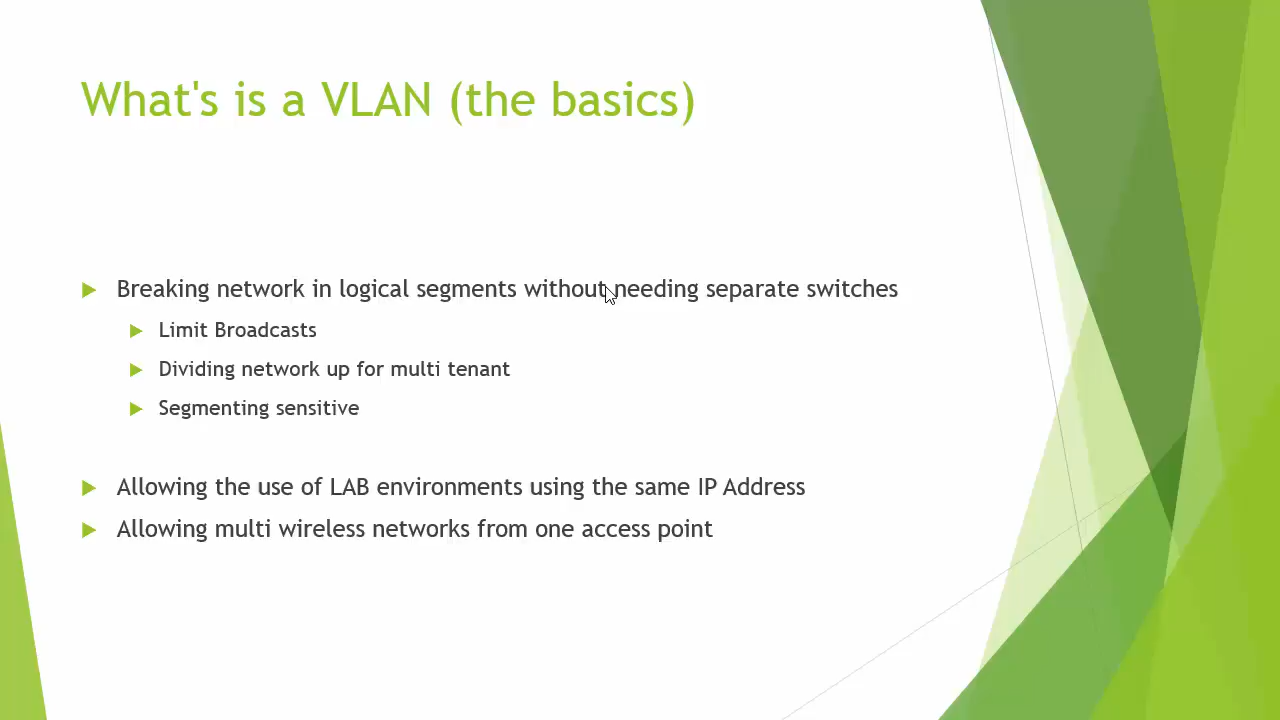 What's is a VLAN (the basics)
Breaking network in logical segments without needing separate switches
Limit Broadcasts
Dividing network up for multi tenant
Segmenting sensitive
Allowing the use of LAB environments using the same IP Address
Allowing multi wireless networks from one access point